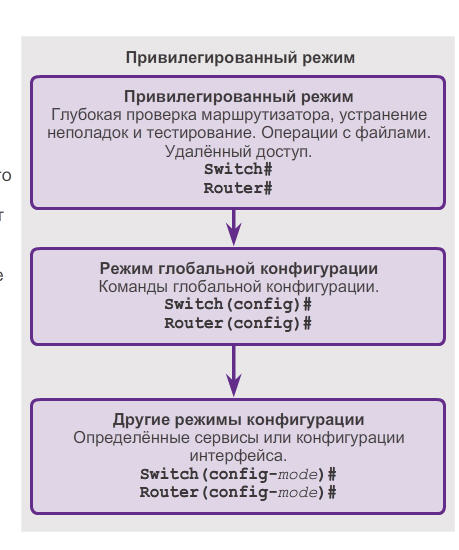 Привилегированный режим
Привилегированный режим
Глубокая проверка маршрутизатора, устранение
неполадок и тестирование. Операции с файлами.
Удалённый доступ.
Switch#
Router#
Режим глобальной конфигурации
Команды глобальной конфигурации.
Switch(config)#
Router(config)#
Другие режимы конфигурации
Определённые сервисы или конфигурации
интерфейса.
Switch(config-mode)#
Router(config-mode)#